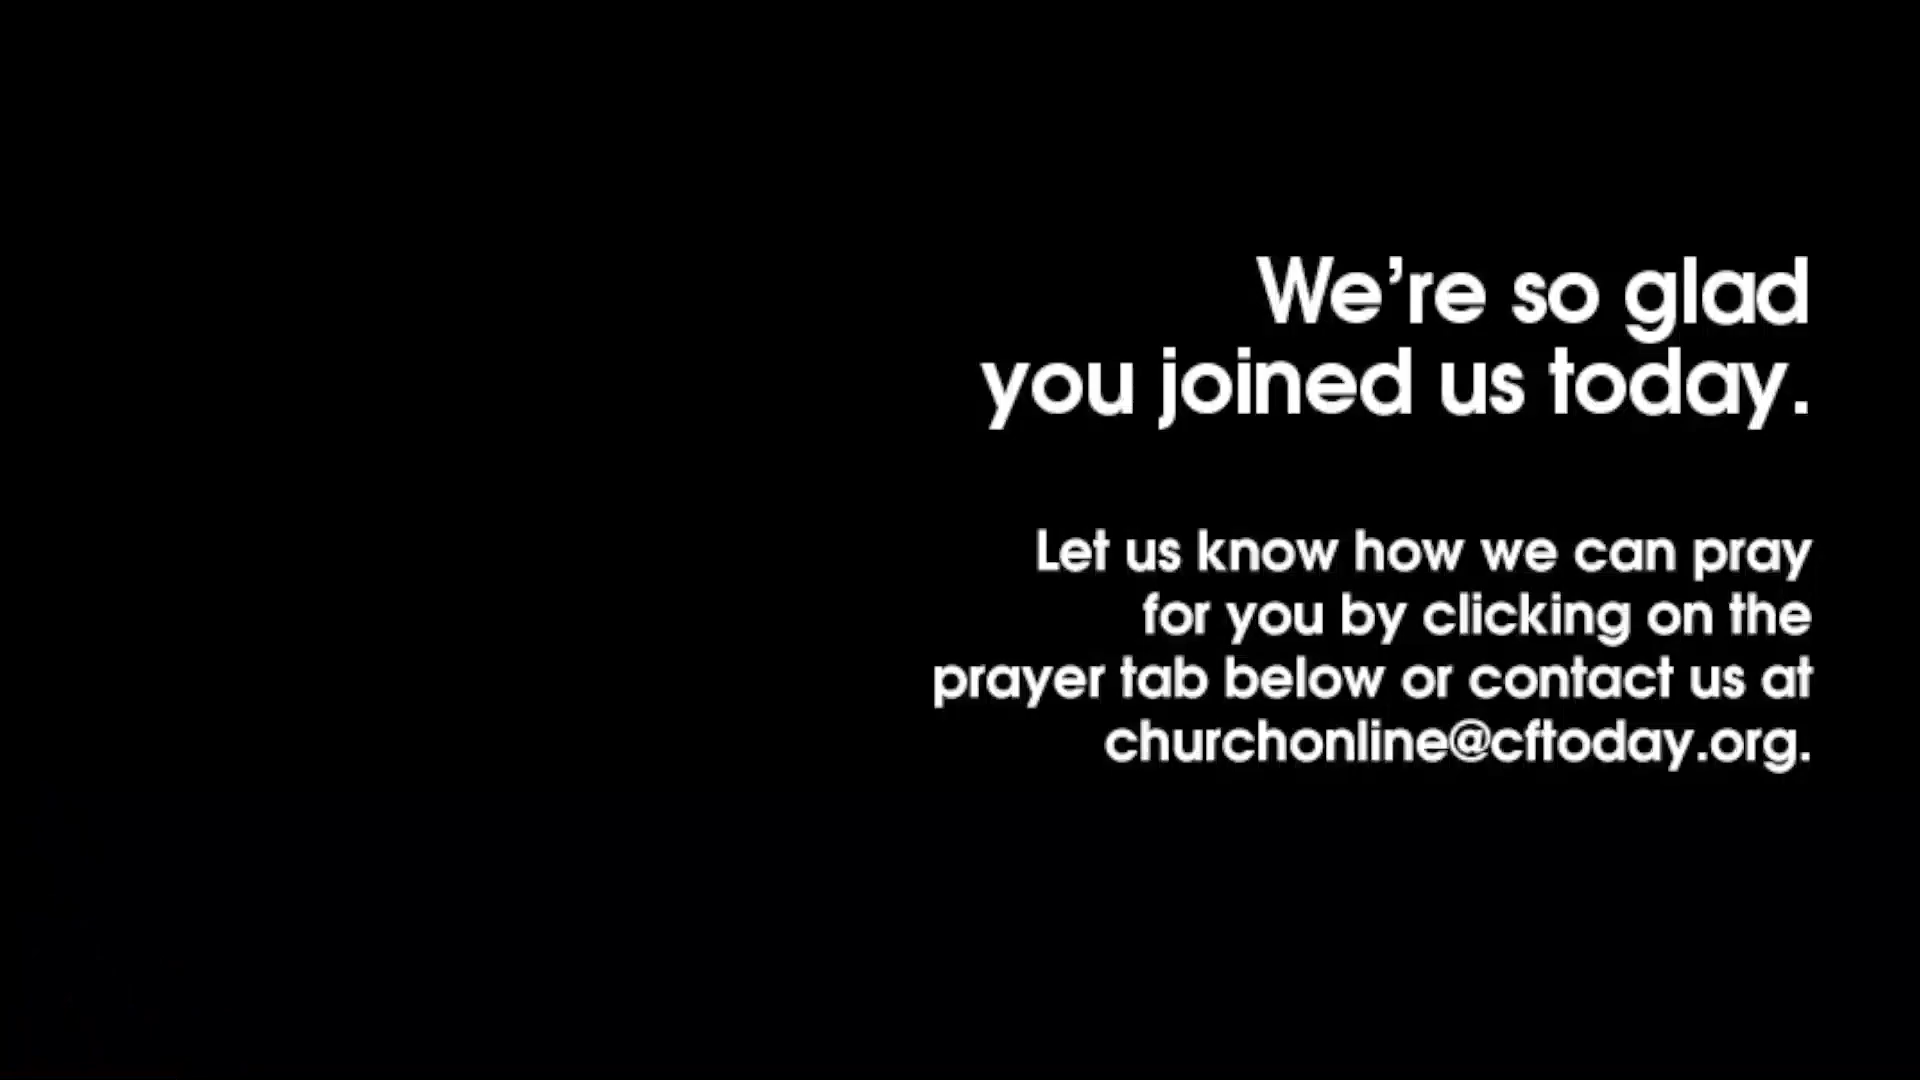 We’re so glad
you joined us today.
Let us know how we can pray
for you by clicking on the
prayer tab below or contact us at
churchonline@cftoday.org.